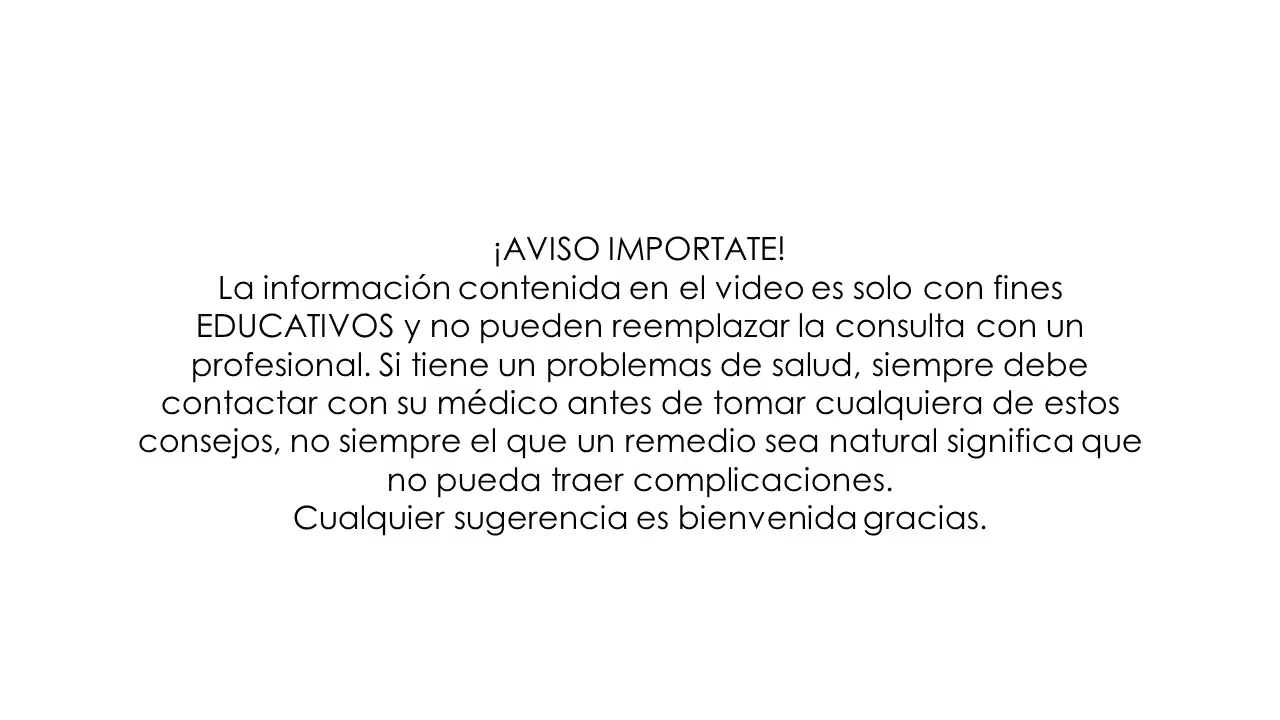 ¡AVISO IMPORTATE!
La información contenida en el video es solo con fines
EDUCATIVOS y no pueden reemplazar la consulta con un
profesional. Si tiene un problemas de salud, siempre debe
contactar con su médico antes de tomar cualquiera de estos
consejos, no siempre el que un remedio sea natural significa que
no pueda traer complicaciones.
Cualquier sugerencia es bienvenida gracias.